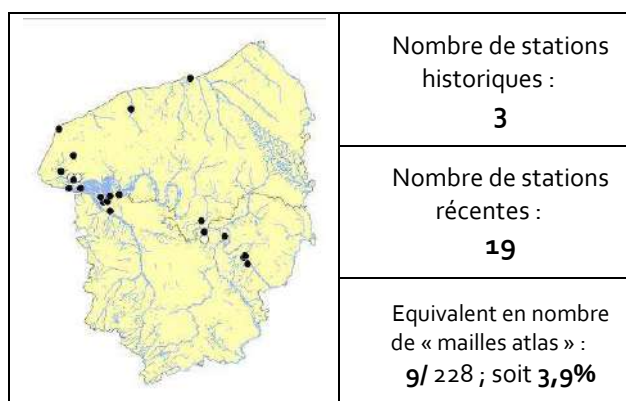 Nombre de stations
historiques :
3
Nombre de stations
récentes :
19
Equivalent en nombre
de « mailles atlas » :
9/ 228 ; soit 3,9%